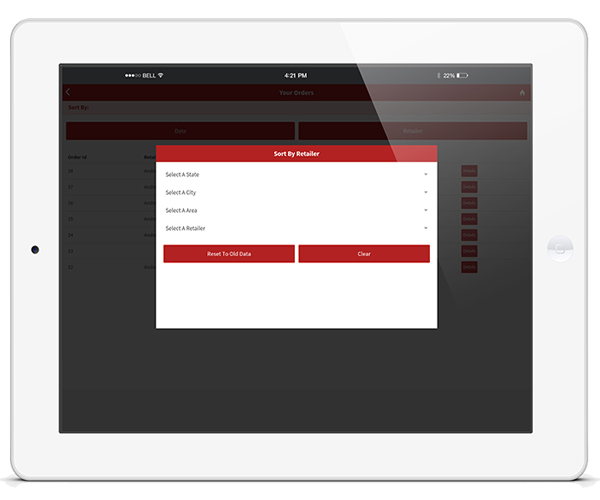 ●●●○○ BELL 4:21 PM 22%
Your Orders
Sort By:
Date Retailer
Sort By Retailer
Order Id
Select A State
Select A City
Select A Area
Select A Retailer
Reset To Old Data Clear